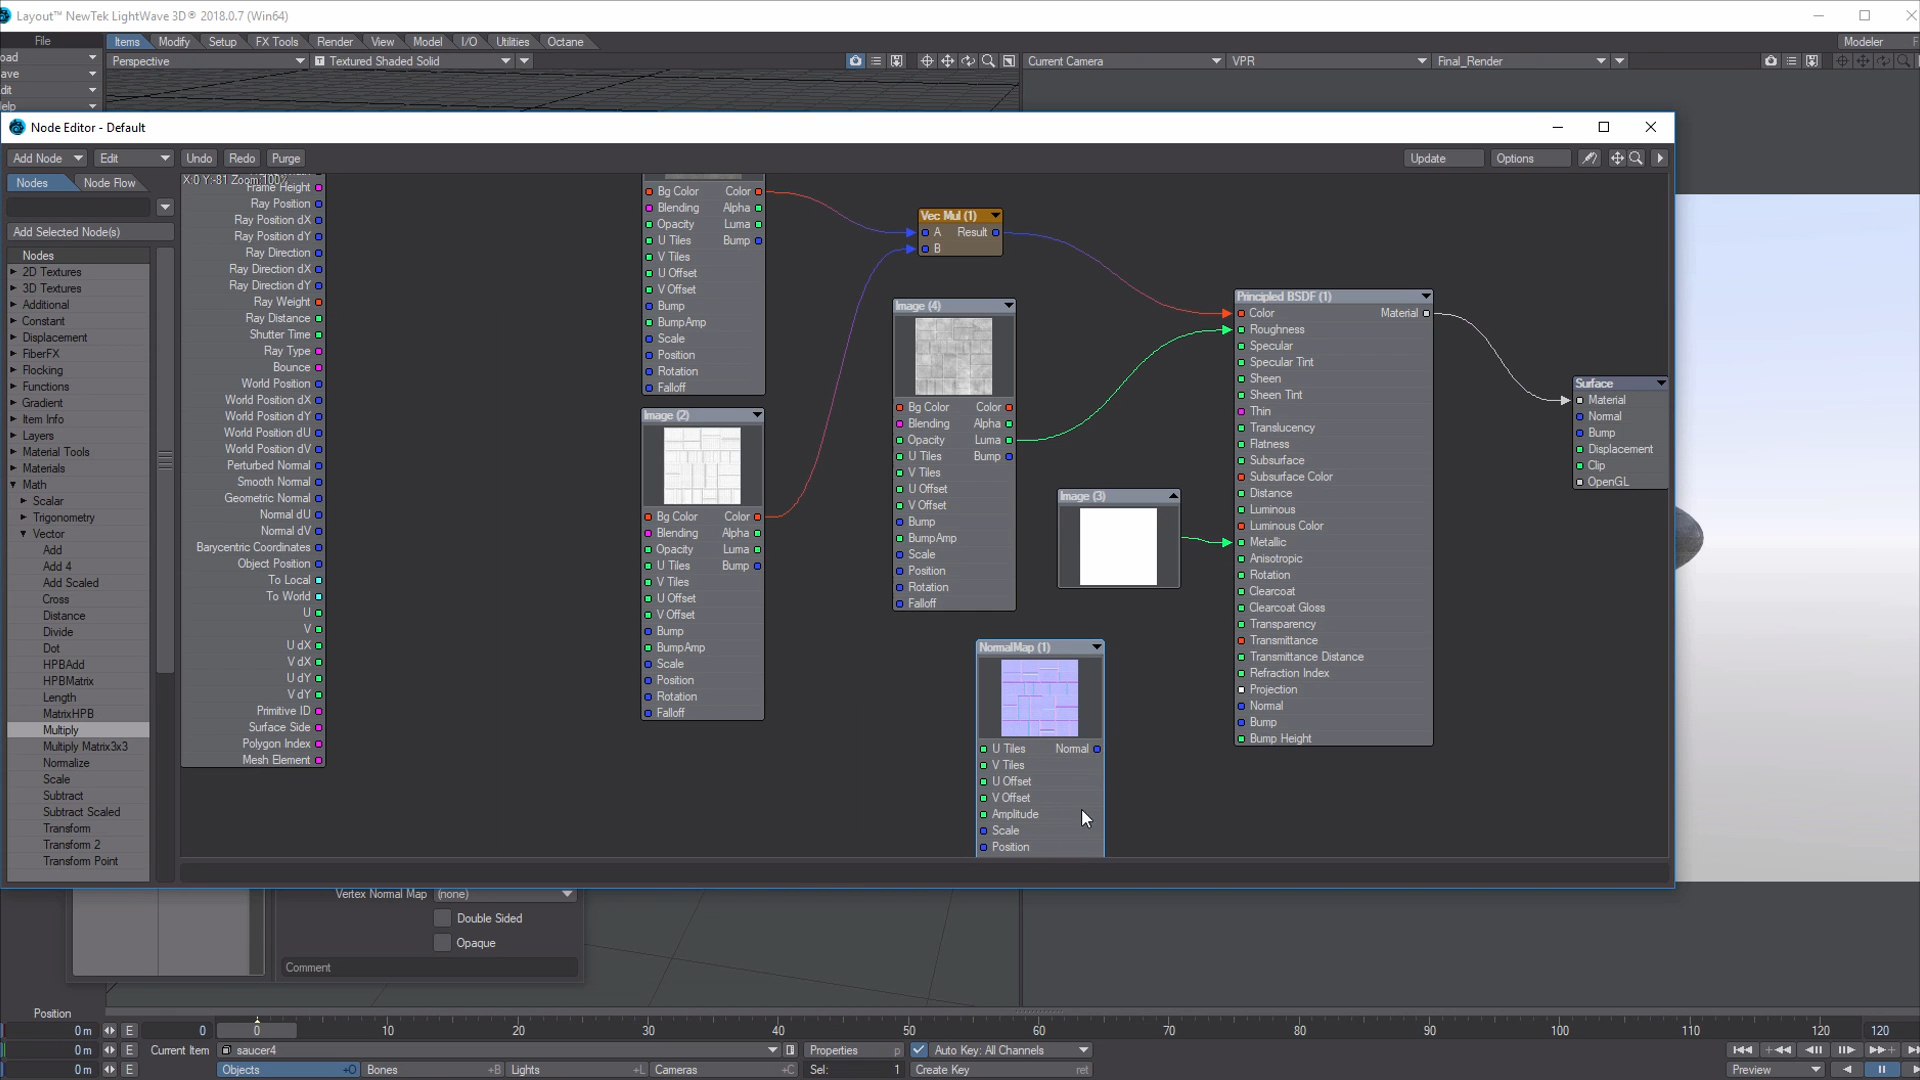 Layout™ NewTek LightWave 3D® 2018.0.7 (Win64)
File
Items Modify Setup FX Tools Render View Model I/O Utilities Octane
Modeler
Perspective
Textured Shaded Solid
Current Camera
VPR
Final_Render
oad
ave
dit
elp
Node Editor - Default
Add Node
Edit
Undo
Redo
Purge
Update
Options
Nodes
Node Flow
Add Selected Node(s)
Nodes
2D Textures
3D Textures
Additional
Constant
Displacement
FiberFX
Flocking
Functions
Gradient
Item Info
Layers
Material Tools
Materials
Math
Scalar
Trigonometry
Vector
Add
Add 4
Add Scaled
Cross
Distance
Divide
Dot
HPBAdd
HPBMatrix
Length
MatrixHPB
Multiply
Multiply Matrix3x3
Normalize
Scale
Subtract
Subtract Scaled
Transform
Transform 2
Transform Point
X:0 Y:-81 Zoom:100%
Frame Height
Ray Position
Ray Position dX
Ray Position dY
Ray Direction
Ray Direction dX
Ray Direction dY
Ray Weight
Ray Distance
Shutter Time
Ray Type
Bounce
World Position
World Position dX
World Position dY
World Position dU
World Position dV
Perturbed Normal
Smooth Normal
Geometric Normal
Normal dU
Normal dV
Barycentric Coordinates
Object Position
To Local
To World
U
V
U dX
V dX
U dY
V dY
Primitive ID
Surface Side
Polygon Index
Mesh Element
Bg Color Color
Blending Alpha
Opacity Luma
U Tiles Bump
V Tiles
U Offset
V Offset
Bump
BumpAmp
Scale
Position
Rotation
Falloff
Image (2)
Bg Color Color
Blending Alpha
Opacity Luma
U Tiles Bump
V Tiles
U Offset
V Offset
Bump
BumpAmp
Scale
Position
Rotation
Falloff
Vec Mul (1)
A Result
B
Image (4)
Bg Color Color
Blending Alpha
Opacity Luma
U Tiles Bump
V Tiles
U Offset
V Offset
Bump
BumpAmp
Scale
Position
Rotation
Falloff
Image (3)
NormalMap (1)
U Tiles Normal
V Tiles
U Offset
V Offset
Amplitude
Scale
Position
Principled BSDF (1)
Color Material
Roughness
Specular
Specular Tint
Sheen
Sheen Tint
Thin
Translucency
Flatness
Subsurface
Subsurface Color
Distance
Luminous
Luminous Color
Metallic
Anisotropic
Rotation
Clearcoat
Clearcoat Gloss
Transparency
Transmittance
Transmittance Distance
Refraction Index
Projection
Normal
Bump
Bump Height
Surface
Material
Normal
Bump
Displacement
Clip
OpenGL
Vertex Normal Map (none)
Double Sided
Opaque
Comment
Position
0 m E 0 0 10 20 30 40 50 60 70 80 90 100 110 120 120
0 m E Current Item saucer4 Properties p Auto Key: All Channels
0 m E Objects +O Bones +B Lights +L Cameras +C Sel: 1 Create Key ret Preview